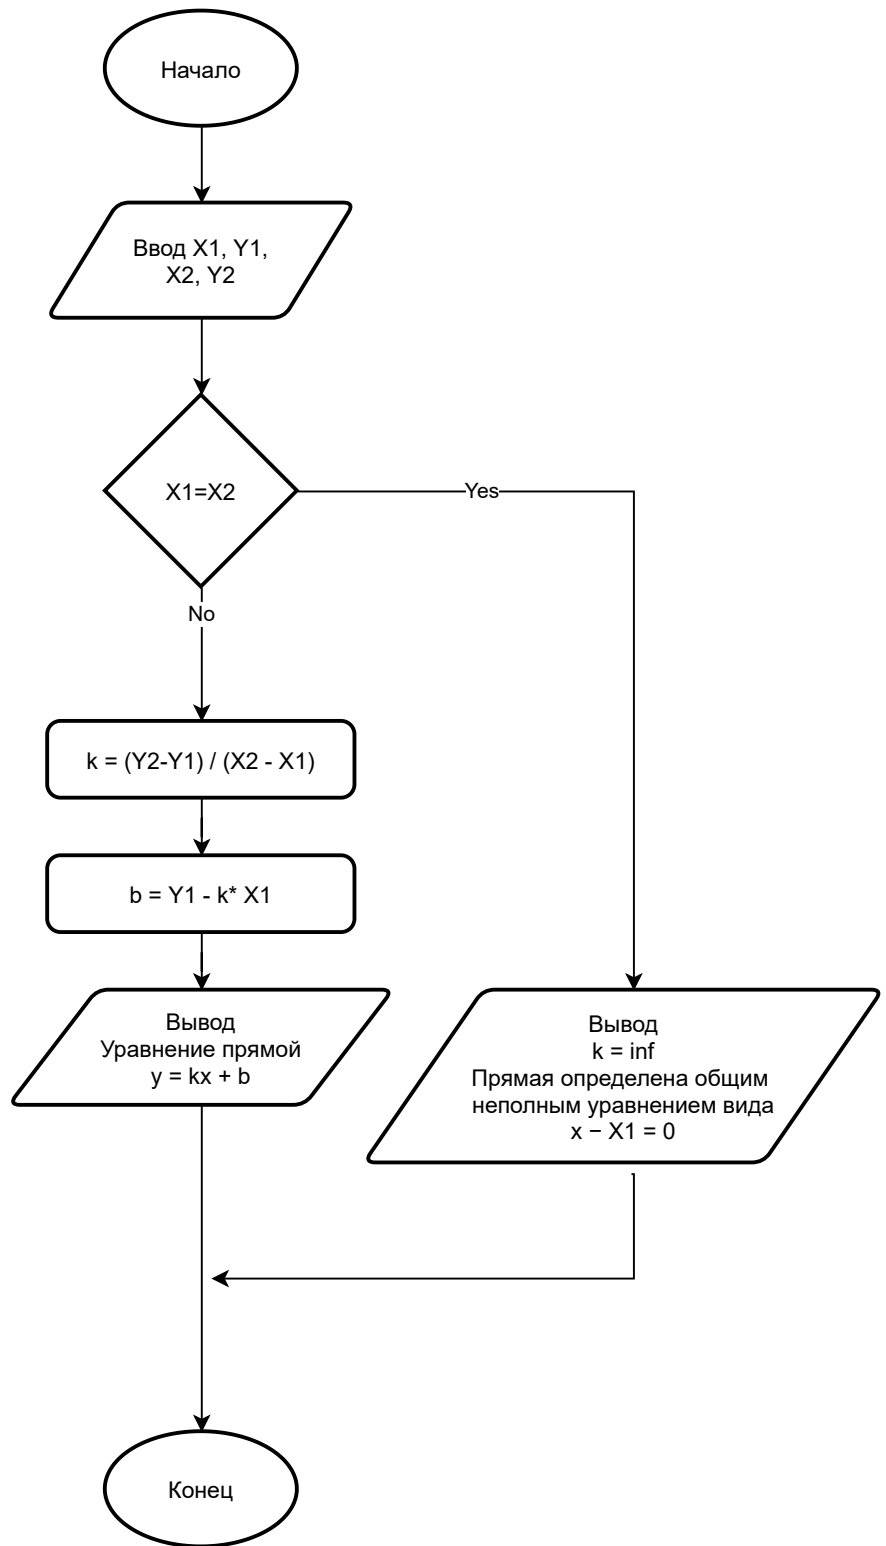 Начало
Ввод X1, Y1,
X2, Y2
X1=X2
Yes
No
k = (Y2-Y1) / (X2 - X1)
b = Y1 - k* X1
Вывод
Уравнение прямой
y = kx + b
Вывод
k = inf
Прямая определена общим
неполным уравнением вида
x − X1 = 0
Конец